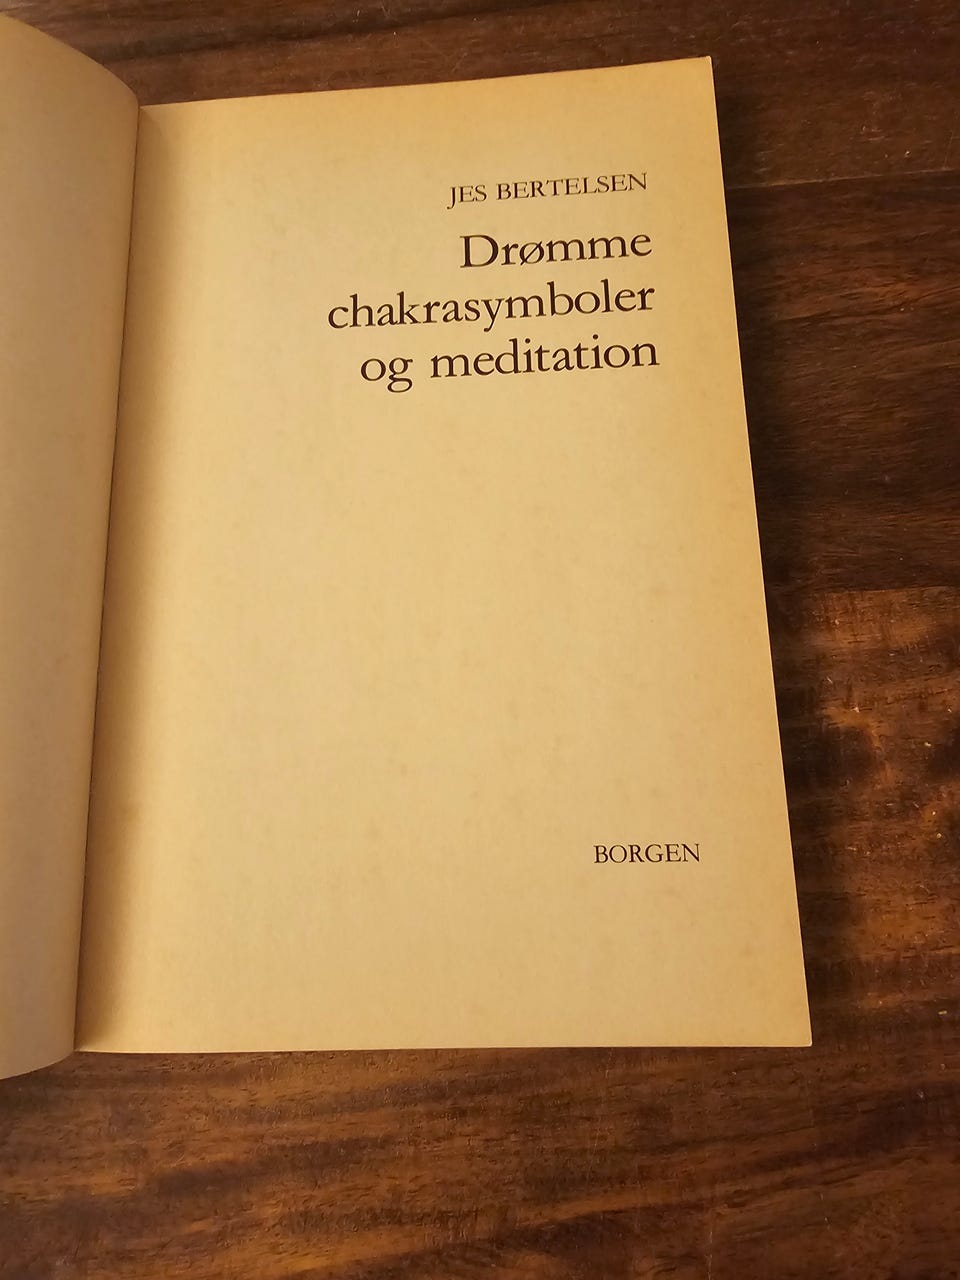 JES BERTELSEN
Drømme
chakrasymboler
og meditation
BORGEN